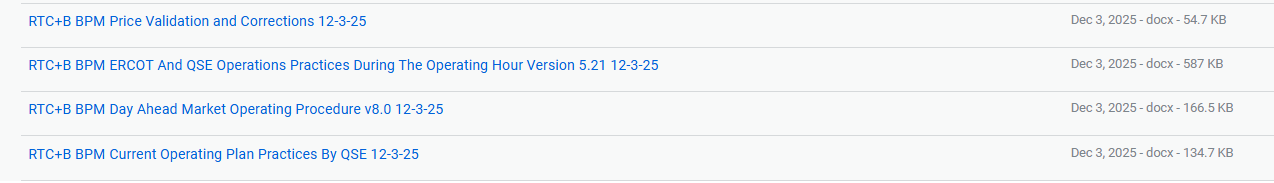 RTC+B BPM Price Validation and Corrections 12-3-25 Dec 3, 2025 - docx - 54.7 KB
RTC+B BPM ERCOT And QSE Operations Practices During The Operating Hour Version 5.21 12-3-25 Dec 3, 2025 - docx - 587 KB
RTC+B BPM Day Ahead Market Operating Procedure v8.0 12-3-25 Dec 3, 2025 - docx - 166.5 KB
RTC+B BPM Current Operating Plan Practices By QSE 12-3-25 Dec 3, 2025 - docx - 134.7 KB